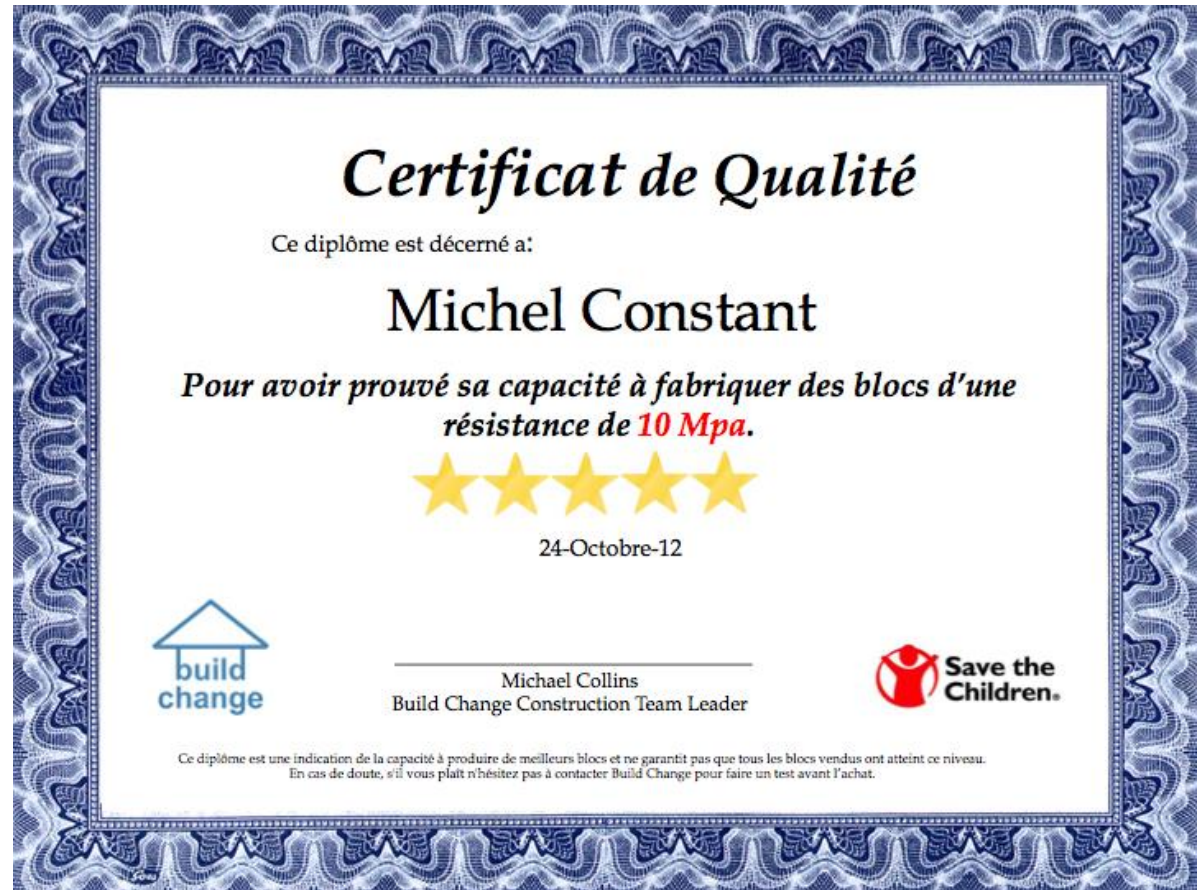 Certificat de Qualité
Ce diplôme est décerné a:
Michel Constant
Pour avoir prouvé sa capacité à fabriquer des blocs d’une
résistance de 10 Mpa.
24-Octobre-12
build
change
Michael Collins
Build Change Construction Team Leader
Save the
Children.
Ce diplôme est une indication de la capacité à produire de meilleurs blocs et ne garantit pas que tous les blocs vendus ont atteint ce niveau.
En cas de doute, s'il vous plaît n'hésitez pas à contacter Build Change pour faire un test avant l’achat.